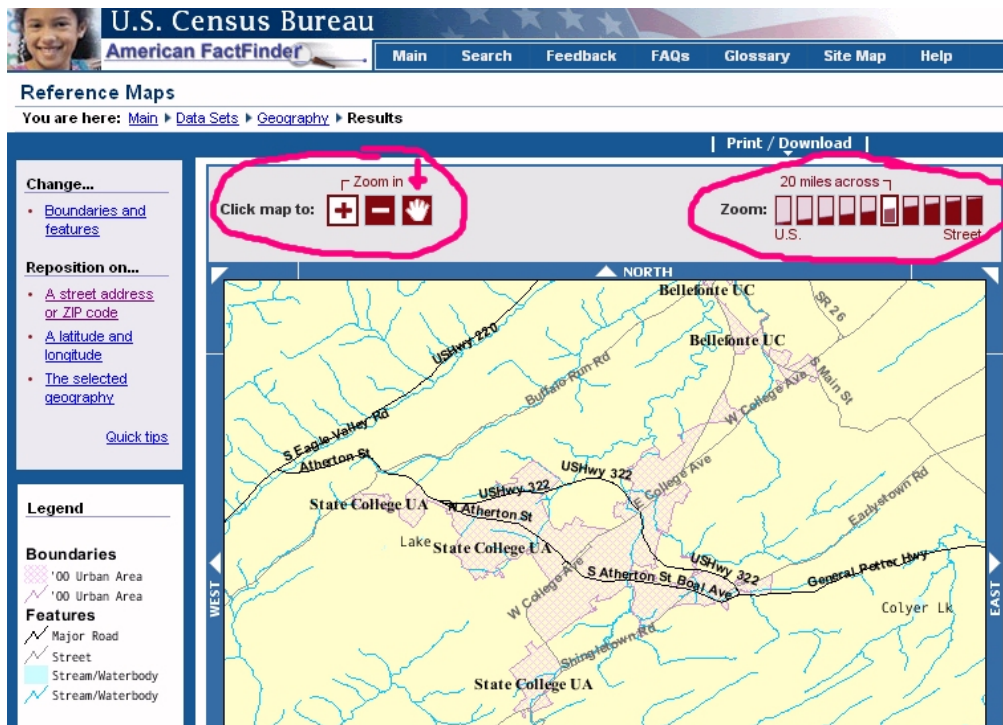 U.S. Census Bureau
American FactFinder
Main Search Feedback FAQs Glossary Site Map Help
Reference Maps
You are here: Main Data Sets Geography Results
Print / Download
Change...
Boundaries and
features
Reposition on...
A street address
or ZIP code
A latitude and
longitude
The selected
geography
Quick tips
Legend
Boundaries
'00 Urban Area
'00 Urban Area
Features
Major Road
Street
Stream/Waterbody
Stream/Waterbody
Zoom in
Click map to:
20 miles across
Zoom:
U.S. Street
NORTH
WEST
EAST
Bellefonte UC
SR 26
USHwy 220
Bellefonte UC
Buffalo Run Rd
S Main St
W College Ave
S Eagle Valley Rd
Atherton St
USHwy 322
W College Ave
Earlystown Rd
USHwy 322
State College UA
N Atherton St
Lake
State College UA
USHwy 322
S Atherton St
Boal Ave
General Potter Hwy
W College Ave
Colyer Lk
Shingletown Rd
State College UA